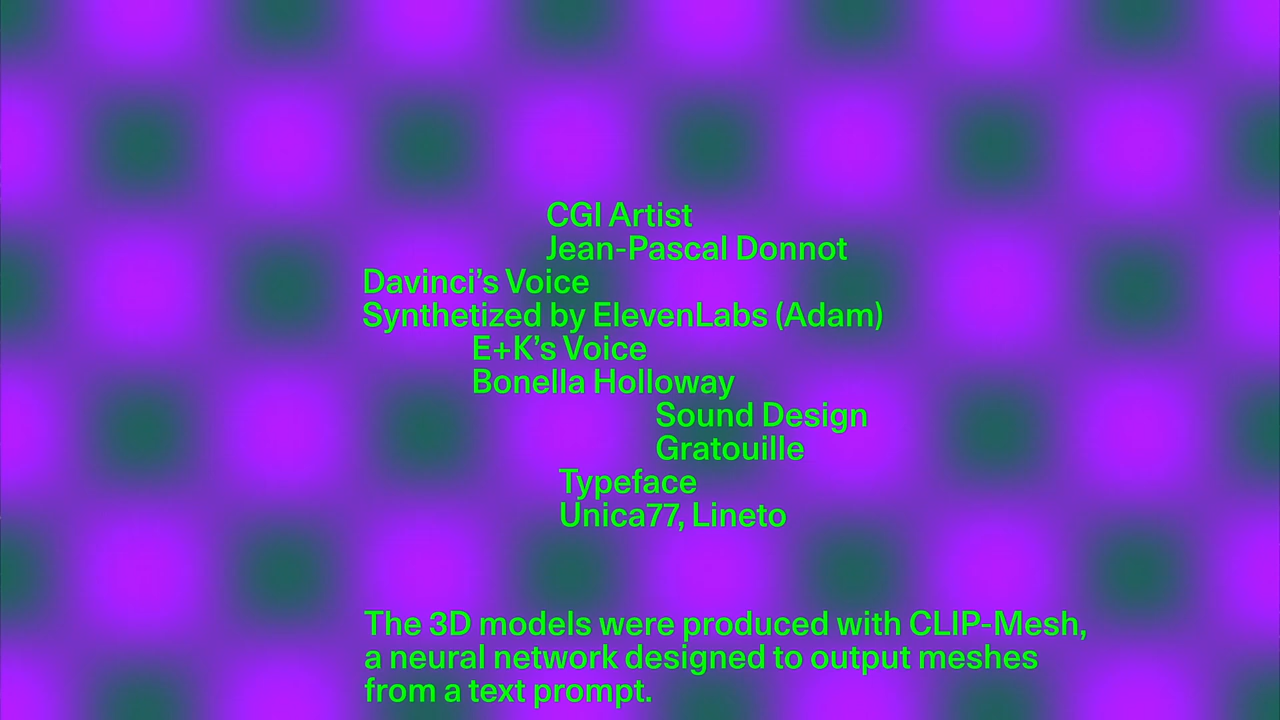 CGI Artist
Jean-Pascal Donnot
Davinci’s Voice
Synthetized by ElevenLabs (Adam)
E+K’s Voice
Bonella Holloway
Sound Design
Gratouille
Typeface
Unica77, Lineto
The 3D models were produced with CLIP-Mesh,
a neural network designed to output meshes
from a text prompt.